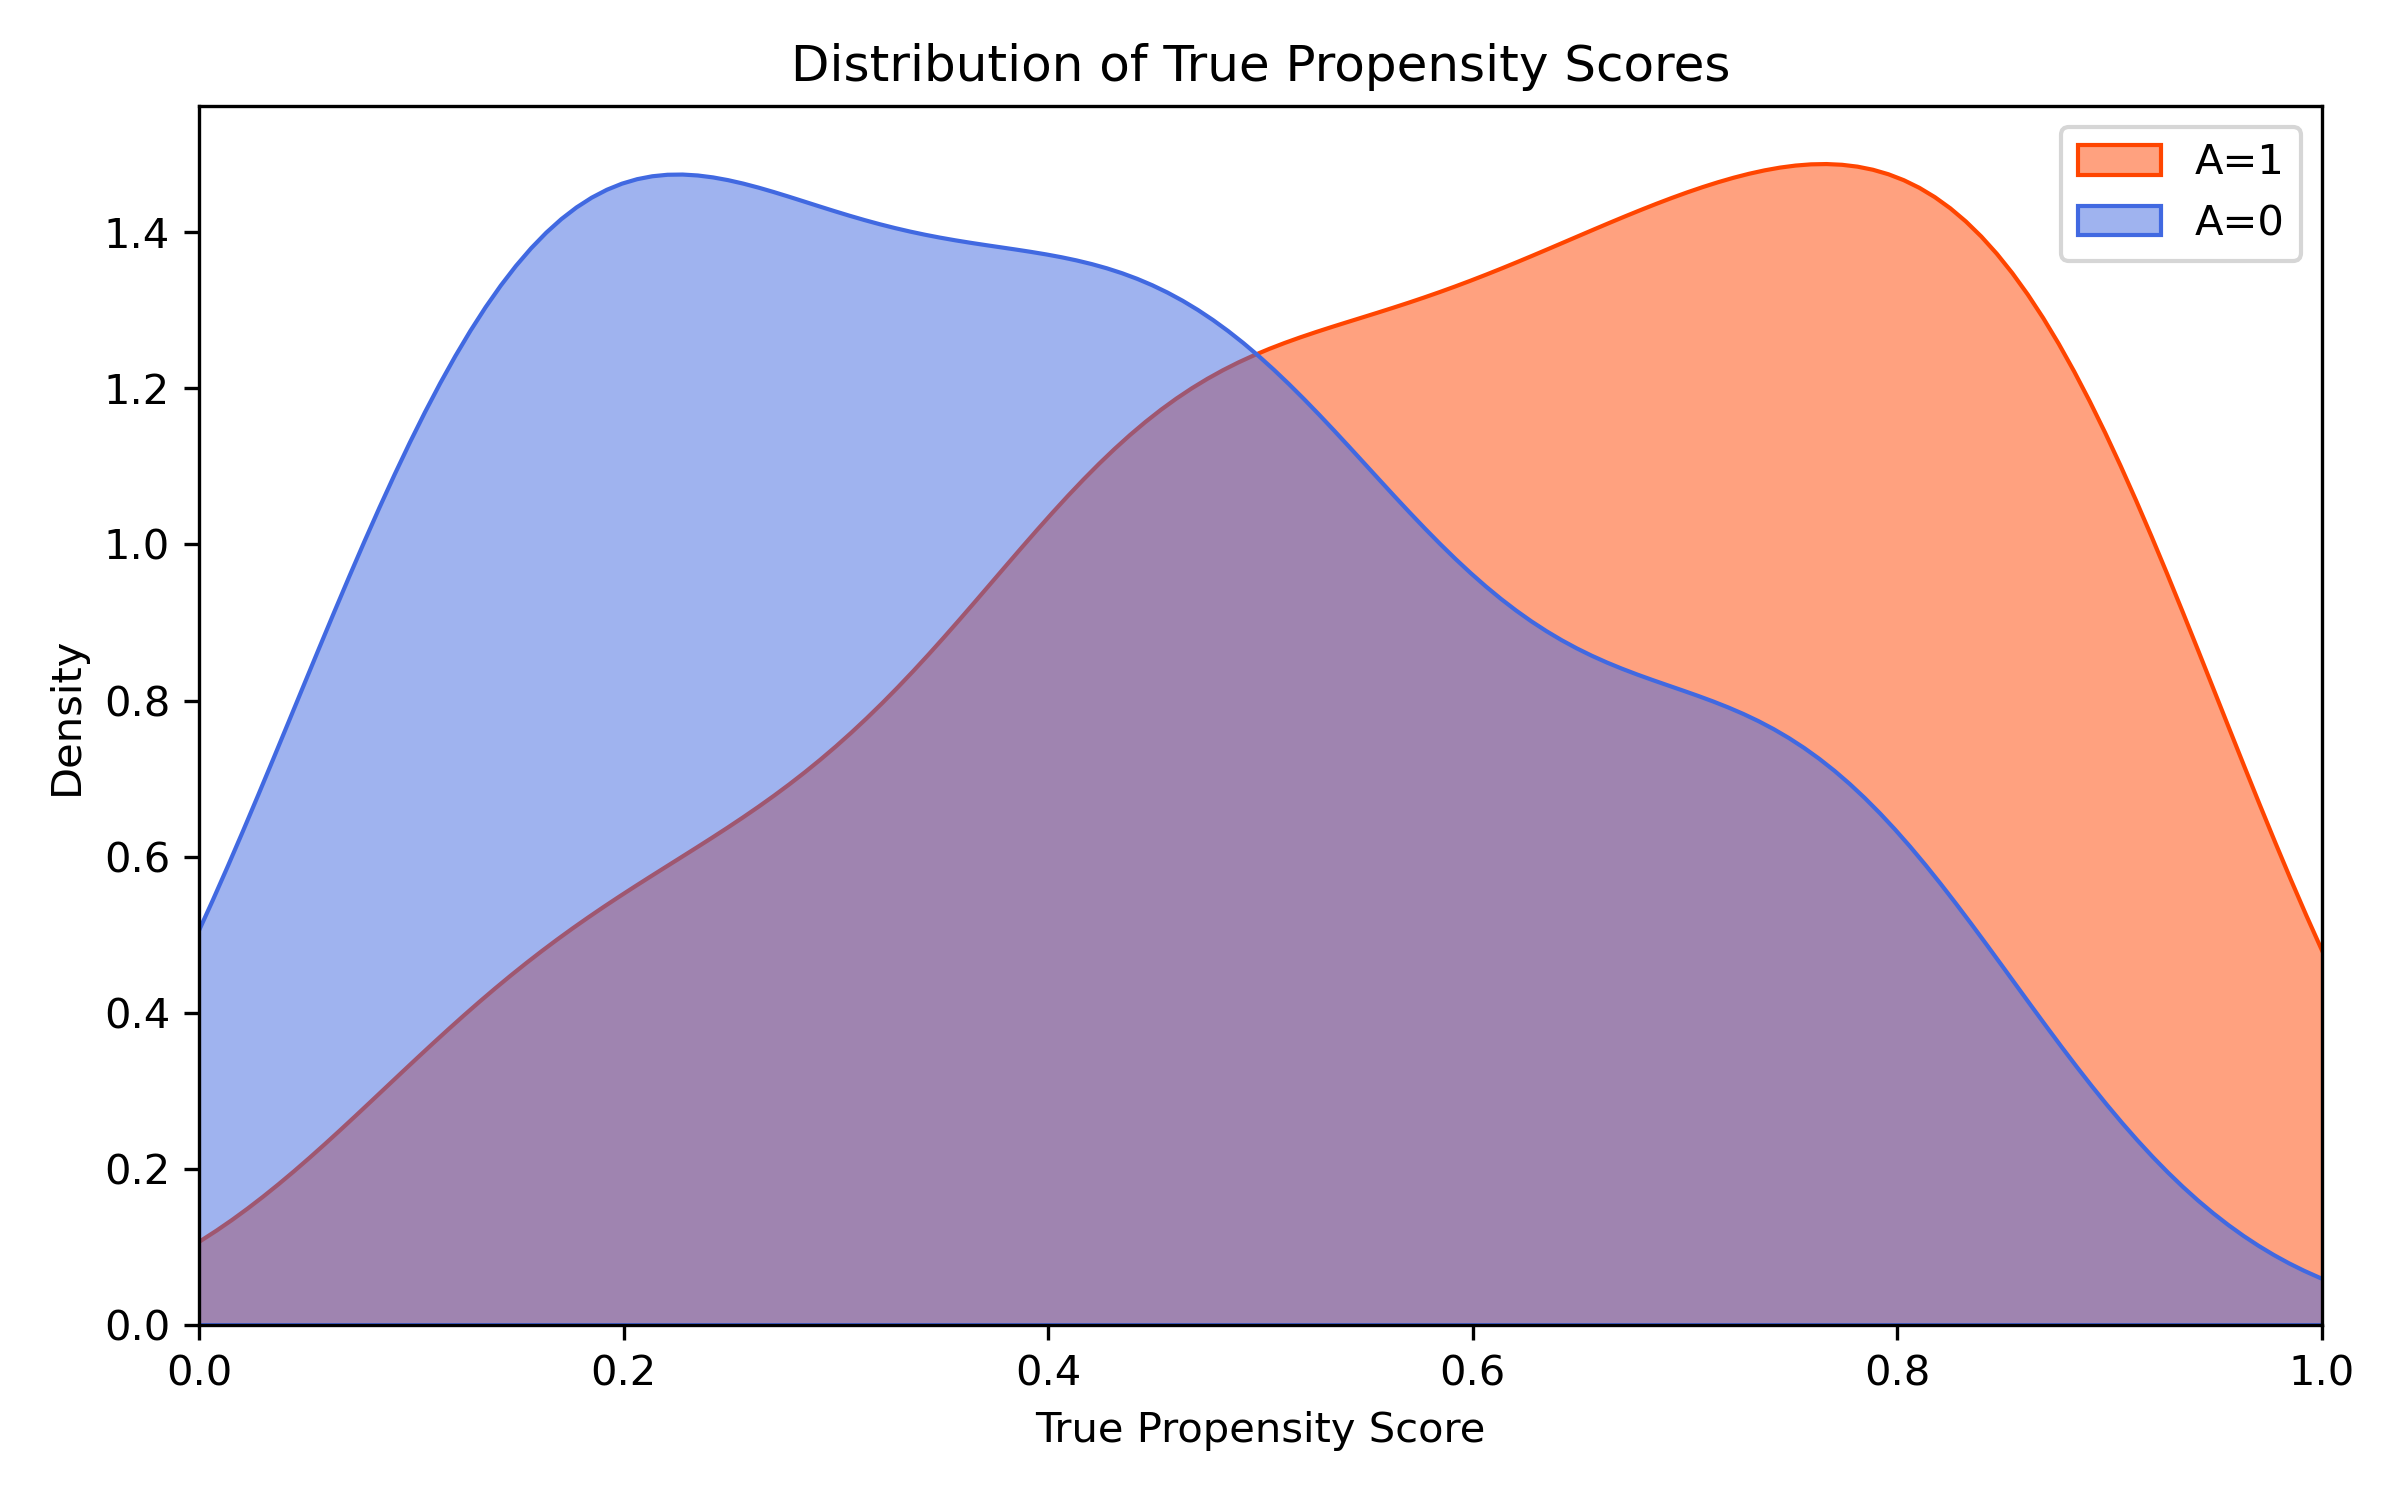 Distribution of True Propensity Scores
A=1
A=0
Density
1.4
1.2
1.0
0.8
0.6
0.4
0.2
0.0
0.0 0.2 0.4 0.6 0.8 1.0
True Propensity Score